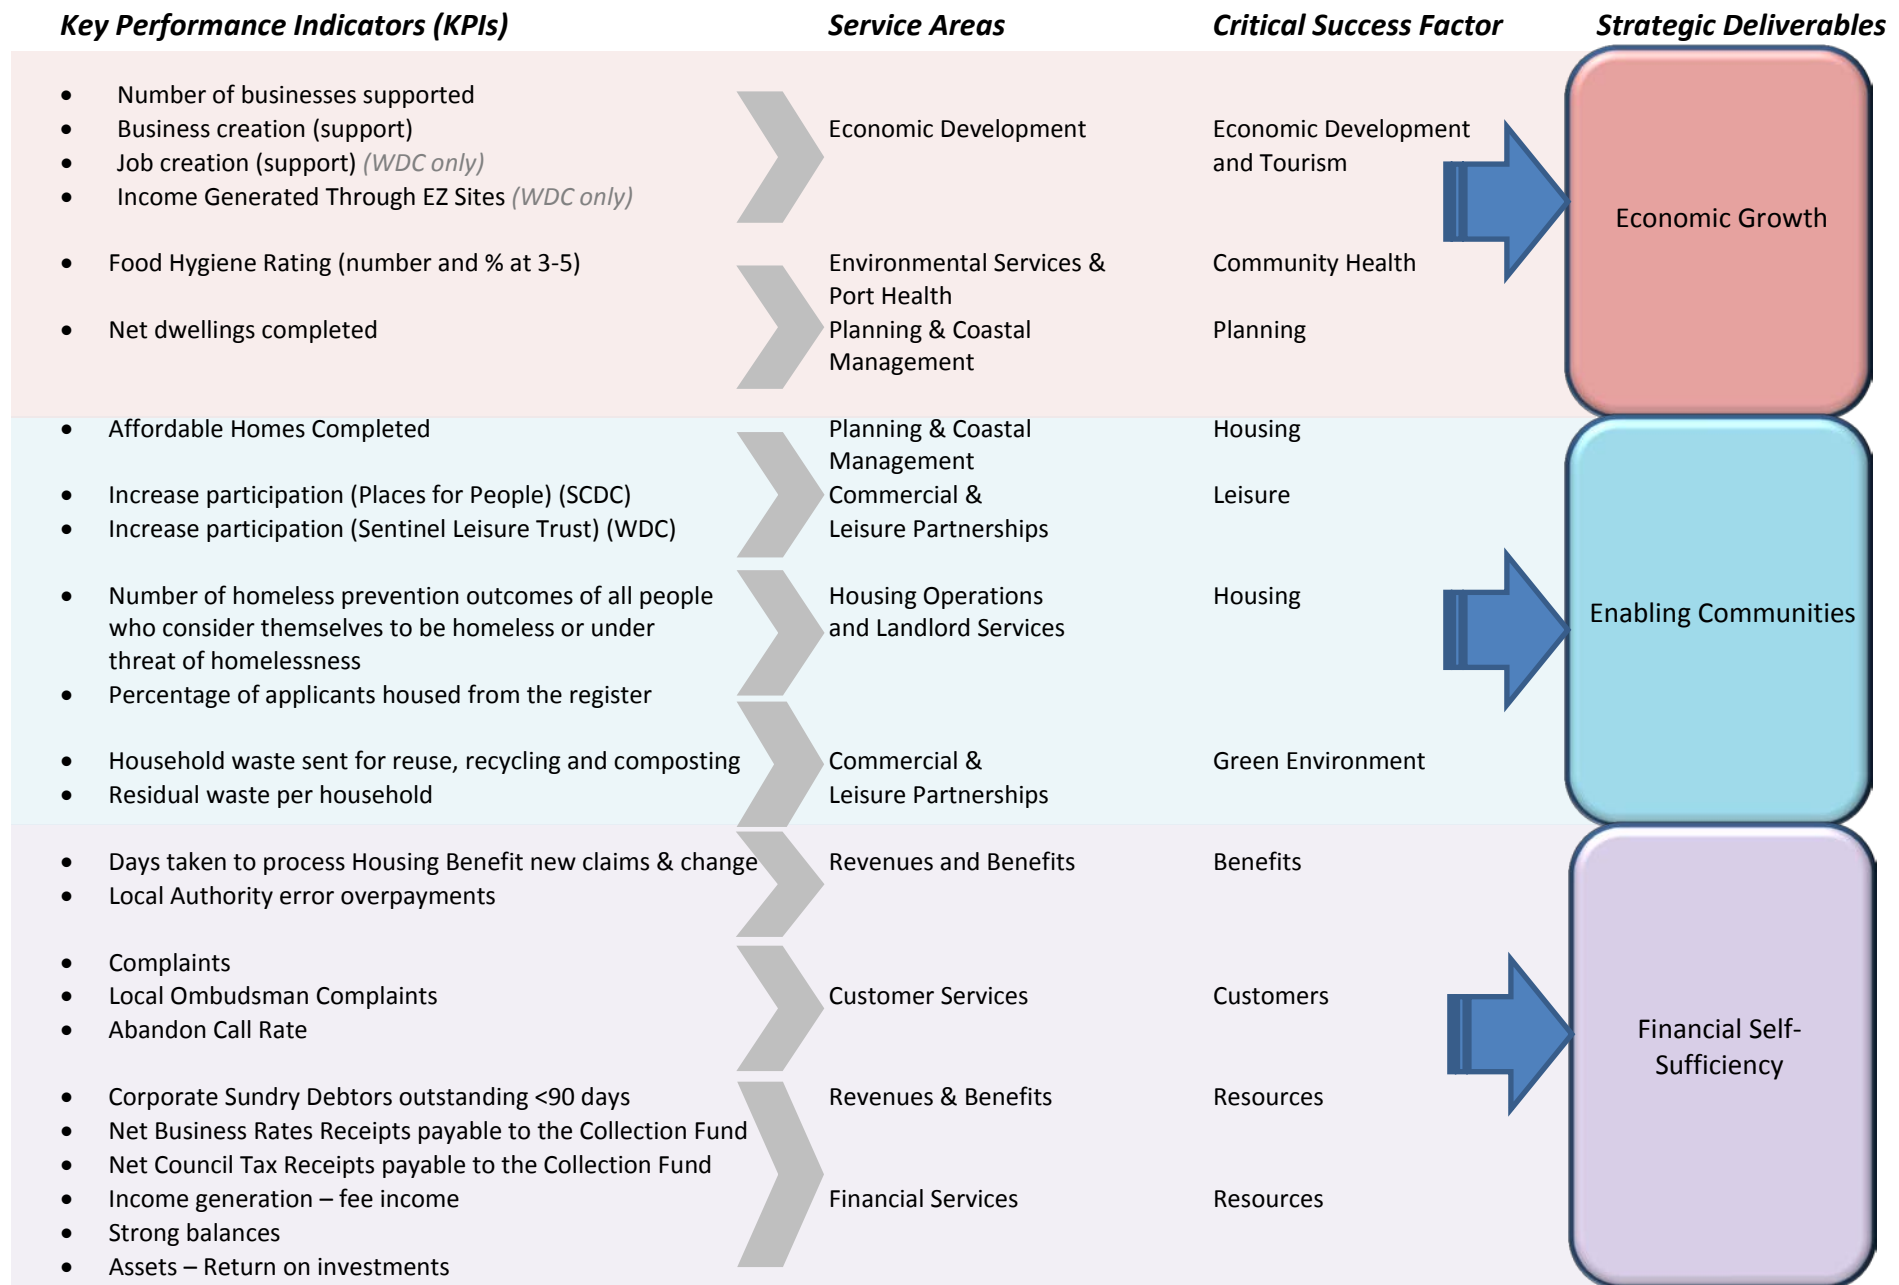 Key Performance Indicators (KPIs) Service Areas Critical Success Factor Strategic Deliverables
• Number of businesses supported
• Business creation (support) Economic Development Economic Development
• Job creation (support) (WDC only) and Tourism
• Income Generated Through EZ Sites (WDC only)
Economic Growth
• Food Hygiene Rating (number and % at 3-5) Environmental Services & Community Health
Port Health
• Net dwellings completed Planning & Coastal Planning
Management
• Affordable Homes Completed Planning & Coastal Housing
Management
• Increase participation (Places for People) (SCDC) Commercial & Leisure
• Increase participation (Sentinel Leisure Trust) (WDC) Leisure Partnerships
• Number of homeless prevention outcomes of all people Housing Operations Housing
who consider themselves to be homeless or under and Landlord Services
Enabling Communities
threat of homelessness
• Percentage of applicants housed from the register
• Household waste sent for reuse, recycling and composting Commercial & Green Environment
• Residual waste per household Leisure Partnerships
• Days taken to process Housing Benefit new claims & change Revenues and Benefits Benefits
• Local Authority error overpayments
• Complaints
• Local Ombudsman Complaints Customer Services Customers
• Abandon Call Rate
Financial Self-
Sufficiency
• Corporate Sundry Debtors outstanding <90 days Revenues & Benefits Resources
• Net Business Rates Receipts payable to the Collection Fund
• Net Council Tax Receipts payable to the Collection Fund
• Income generation – fee income Financial Services Resources
• Strong balances
• Assets – Return on investments